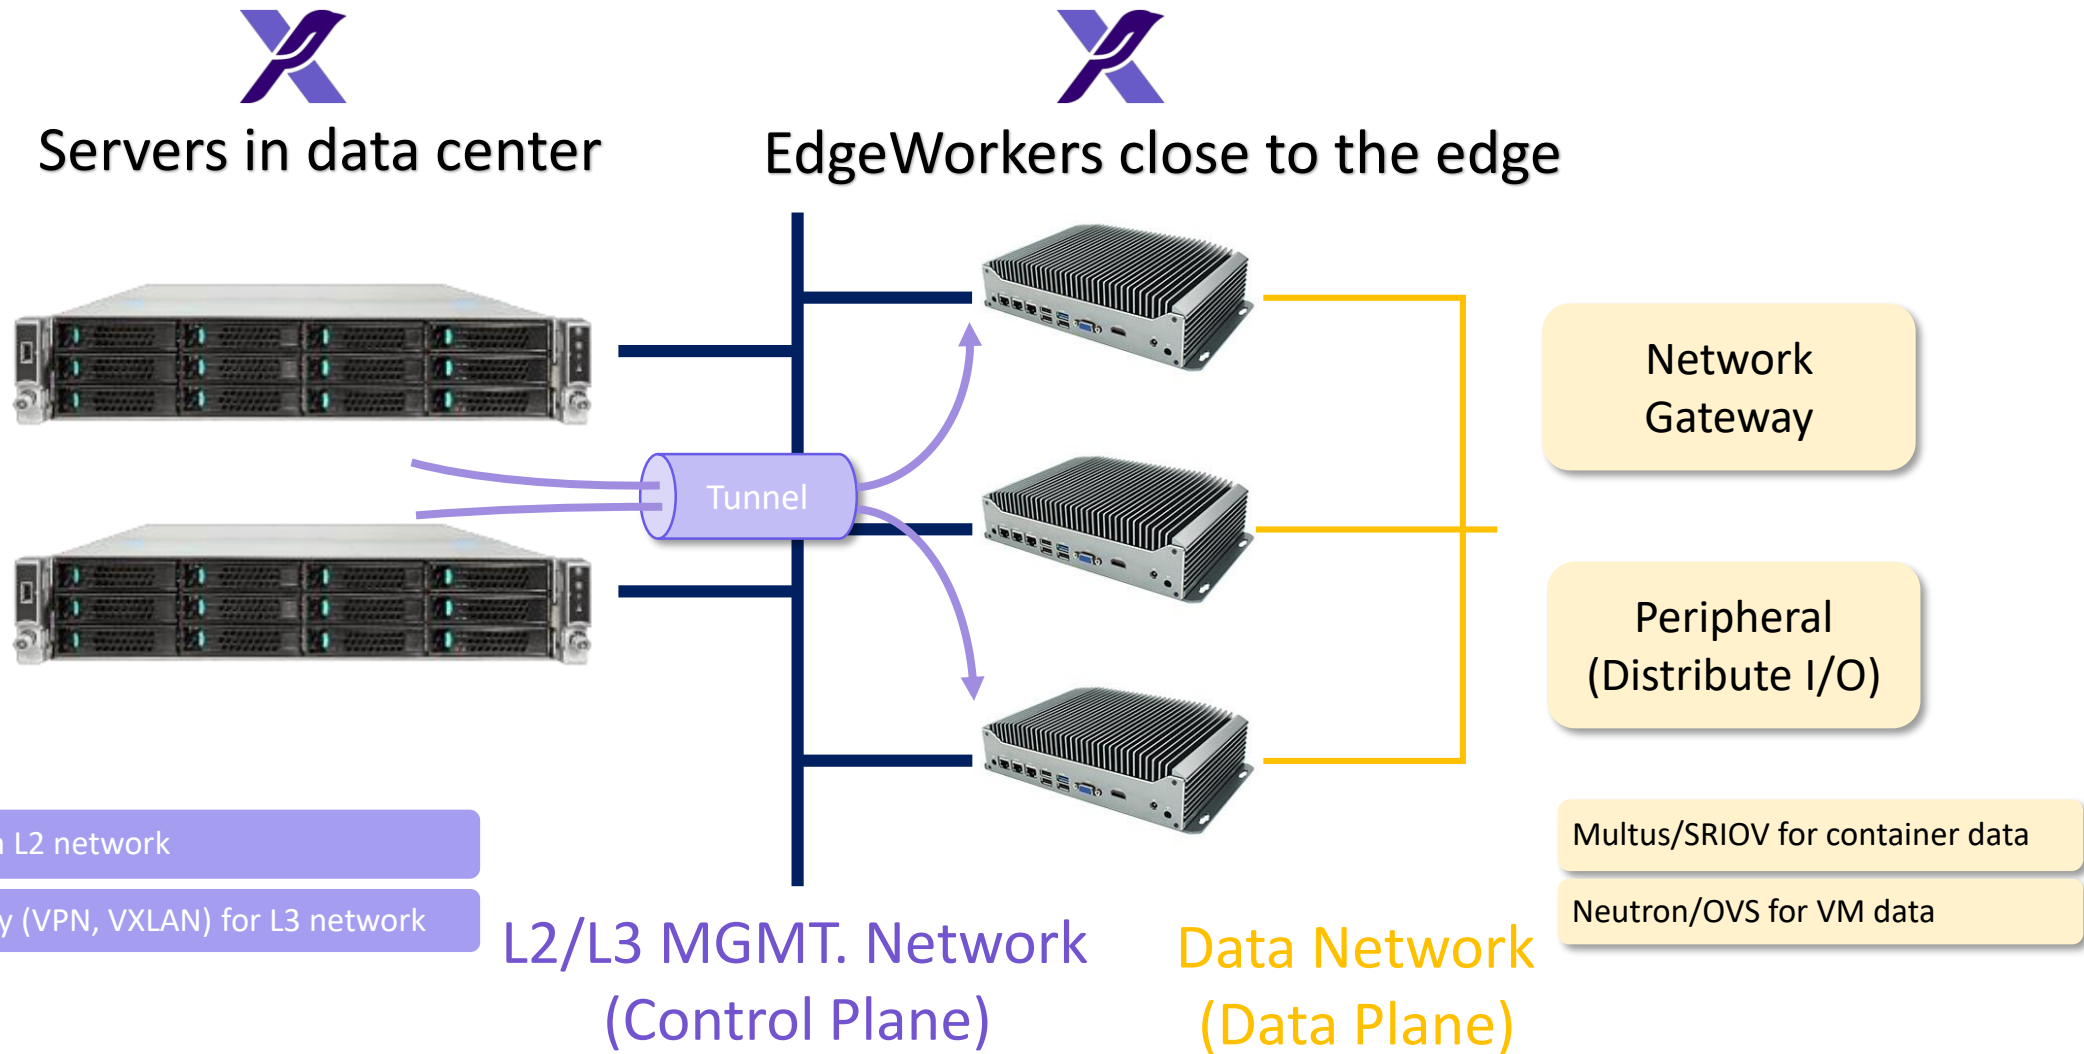 Servers in data center
EdgeWorkers close to the edge
Network
Gateway
Tunnel
Peripheral
(Distribute I/O)
L2 network
(VPN, VXLAN) for L3 network
Multus/SRIOV for container data
Neutron/OVS for VM data
L2/L3 MGMT. Network
(Control Plane)
Data Network
(Data Plane)